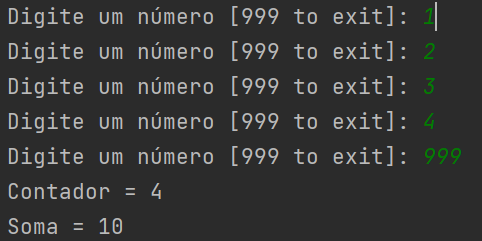 Digite um número [999 to exit]: 1
Digite um número [999 to exit]: 2
Digite um número [999 to exit]: 3
Digite um número [999 to exit]: 4
Digite um número [999 to exit]: 999
Contador = 4
Soma = 10